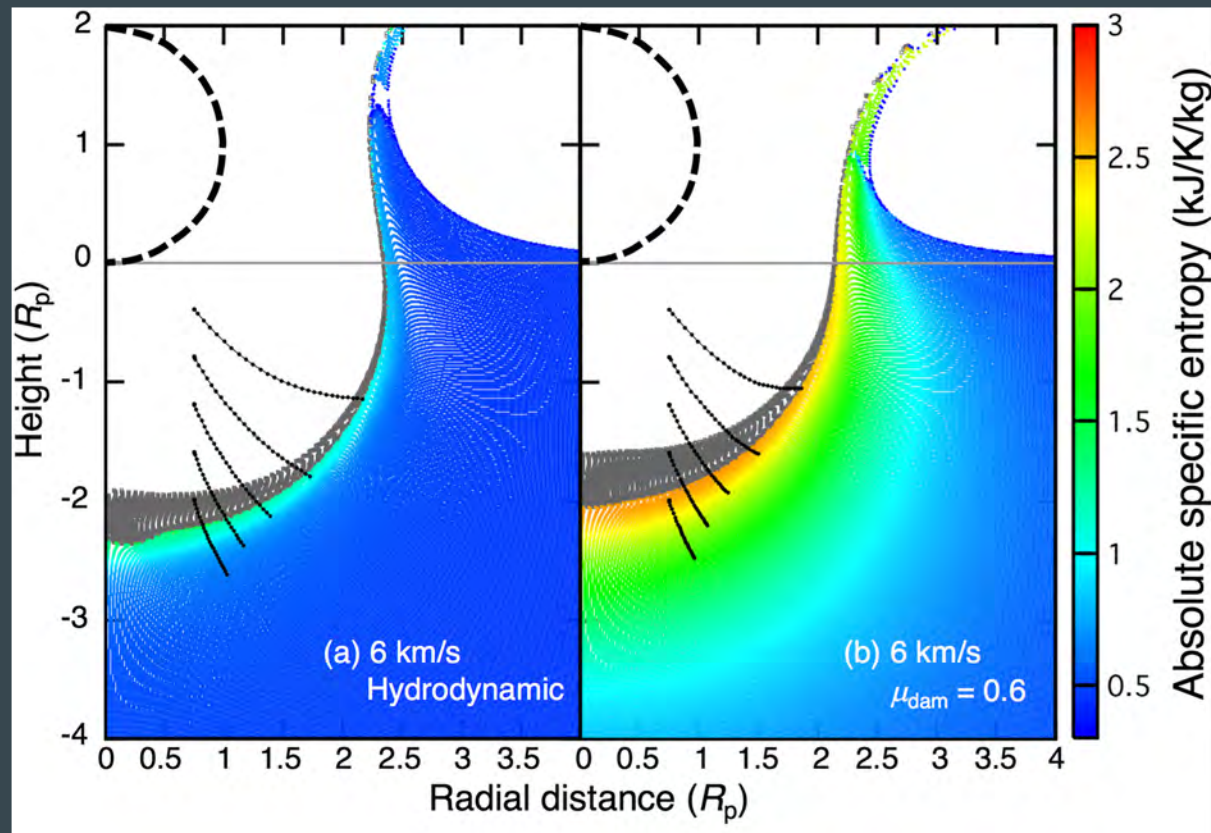 2
1
0
-1
-2
-3
-4
Height (Rp)
(a) 6 km/s
Hydrodynamic
(b) 6 km/s
μdam = 0.6
0 0.5 1 1.5 2 2.5 3 3.5
0 0.5 1 1.5 2 2.5 3 3.5 4
Radial distance (Rp)
3
2.5
2
1.5
1
0.5
Absolute specific entropy (kJ/K/kg)